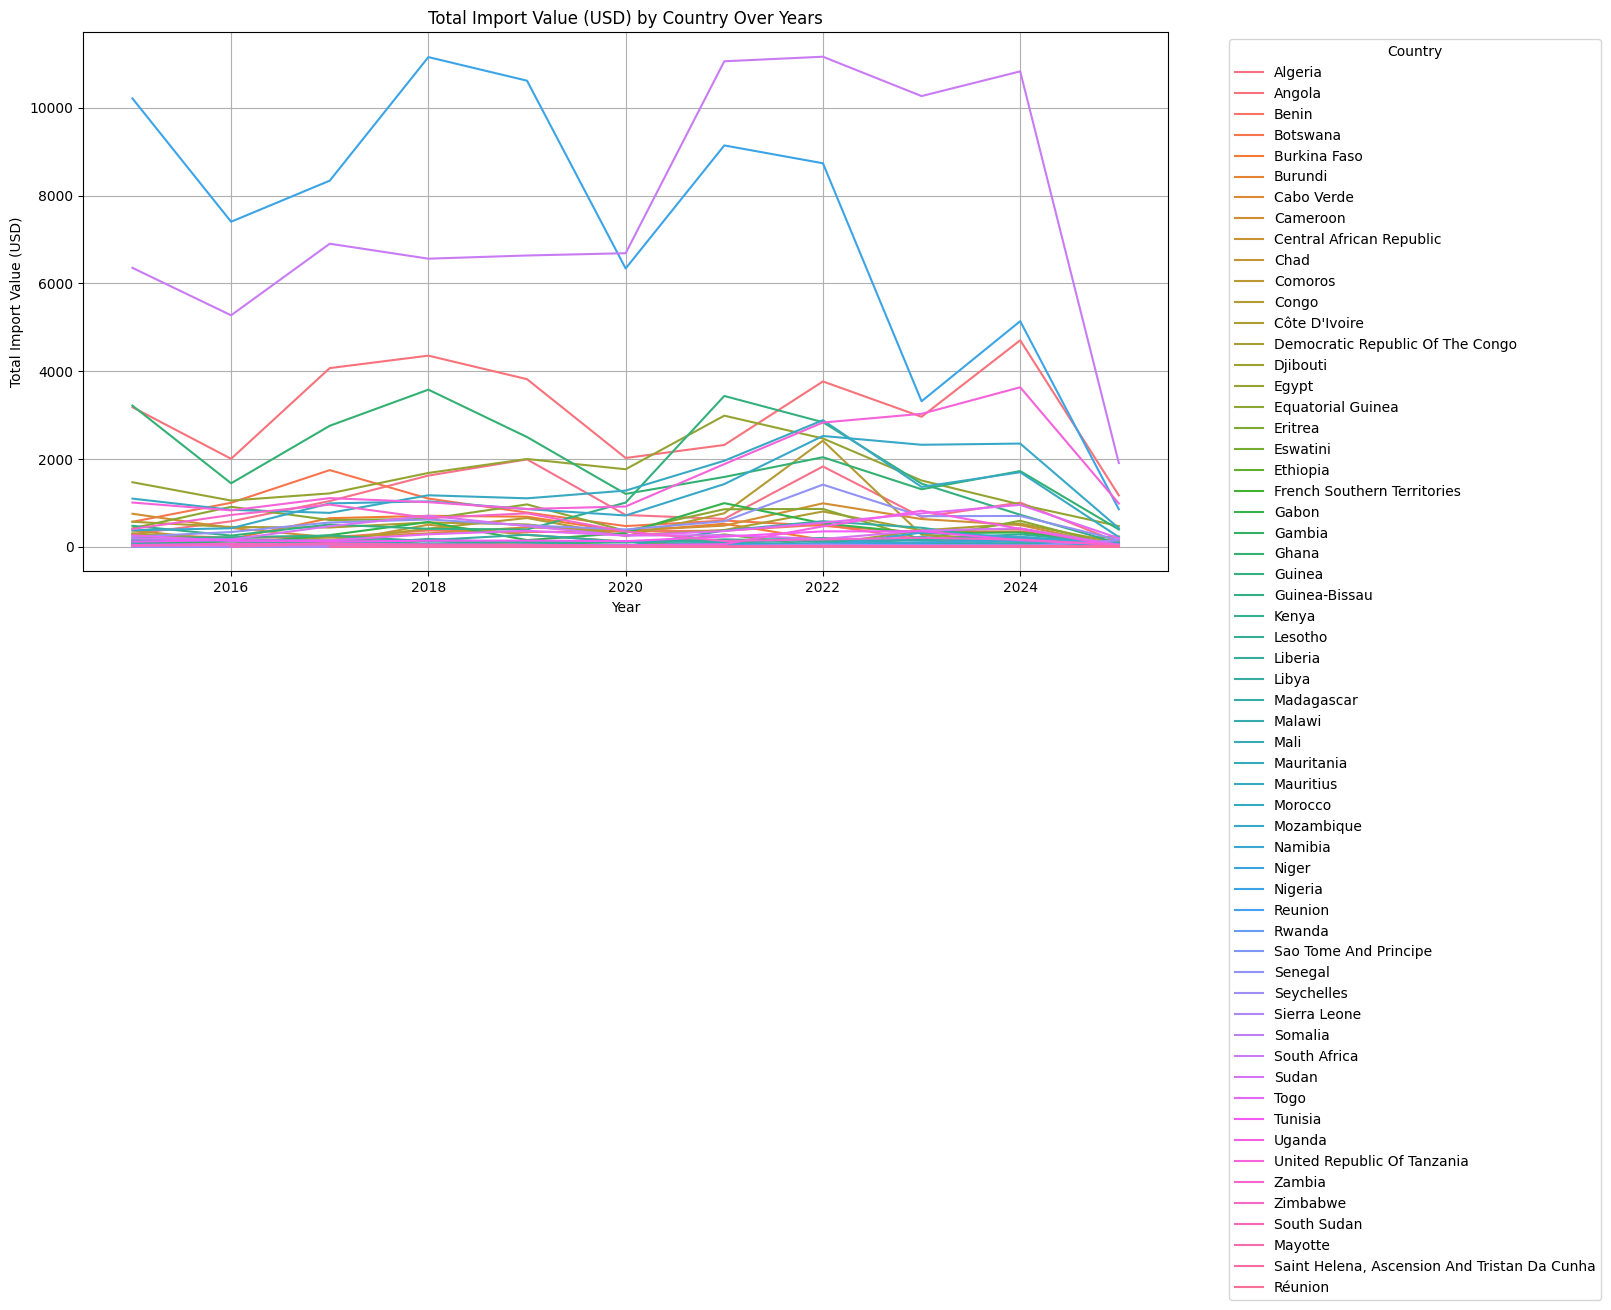 Total Import Value (USD) by Country Over Years
Total Import Value (USD)
10000
8000
6000
4000
2000
0
2016
2018
2020
2022
2024
Year
Country
Algeria
Angola
Benin
Botswana
Burkina Faso
Burundi
Cabo Verde
Cameroon
Central African Republic
Chad
Comoros
Congo
Côte D'Ivoire
Democratic Republic Of The Congo
Djibouti
Egypt
Equatorial Guinea
Eritrea
Eswatini
Ethiopia
French Southern Territories
Gabon
Gambia
Ghana
Guinea
Guinea-Bissau
Kenya
Lesotho
Liberia
Libya
Madagascar
Malawi
Mali
Mauritania
Mauritius
Morocco
Mozambique
Namibia
Niger
Nigeria
Reunion
Rwanda
Sao Tome And Principe
Senegal
Seychelles
Sierra Leone
Somalia
South Africa
Sudan
Togo
Tunisia
Uganda
United Republic Of Tanzania
Zambia
Zimbabwe
South Sudan
Mayotte
Saint Helena, Ascension And Tristan Da Cunha
Réunion